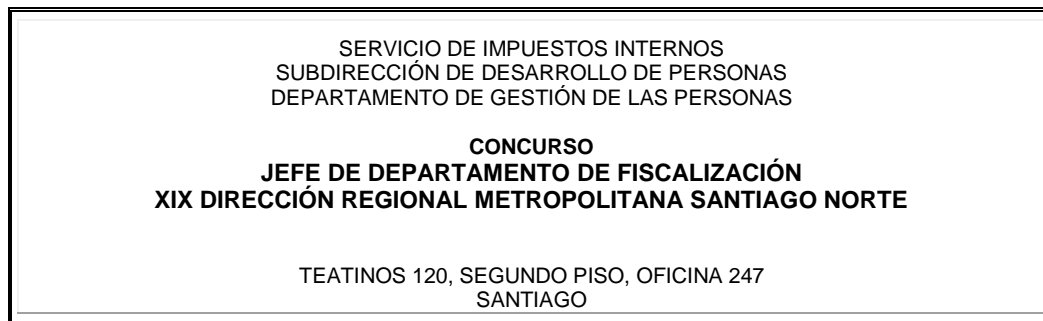 SERVICIO DE IMPUESTOS INTERNOS
SUBDIRECCIÓN DE DESARROLLO DE PERSONAS
DEPARTAMENTO DE GESTIÓN DE LAS PERSONAS
CONCURSO
JEFE DE DEPARTAMENTO DE FISCALIZACIÓN
XIX DIRECCIÓN REGIONAL METROPOLITANA SANTIAGO NORTE
TEATINOS 120, SEGUNDO PISO, OFICINA 247
SANTIAGO